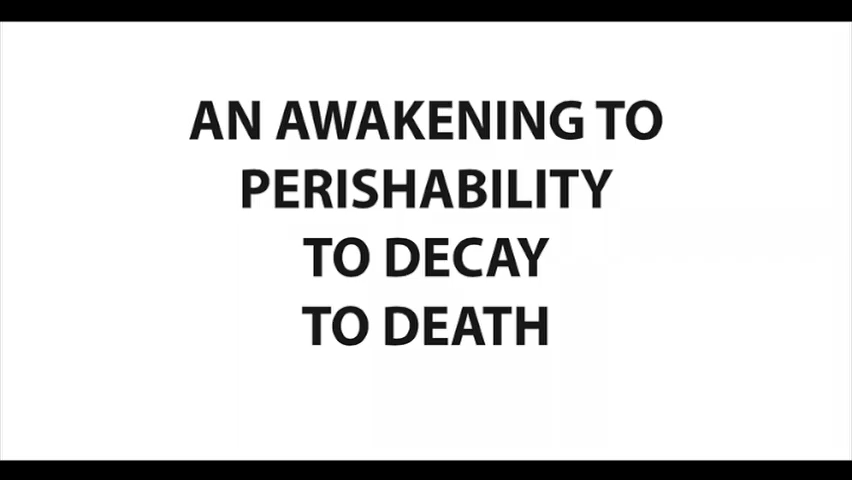 AN AWAKENING TO
PERISHABILITY
TO DECAY
TO DEATH